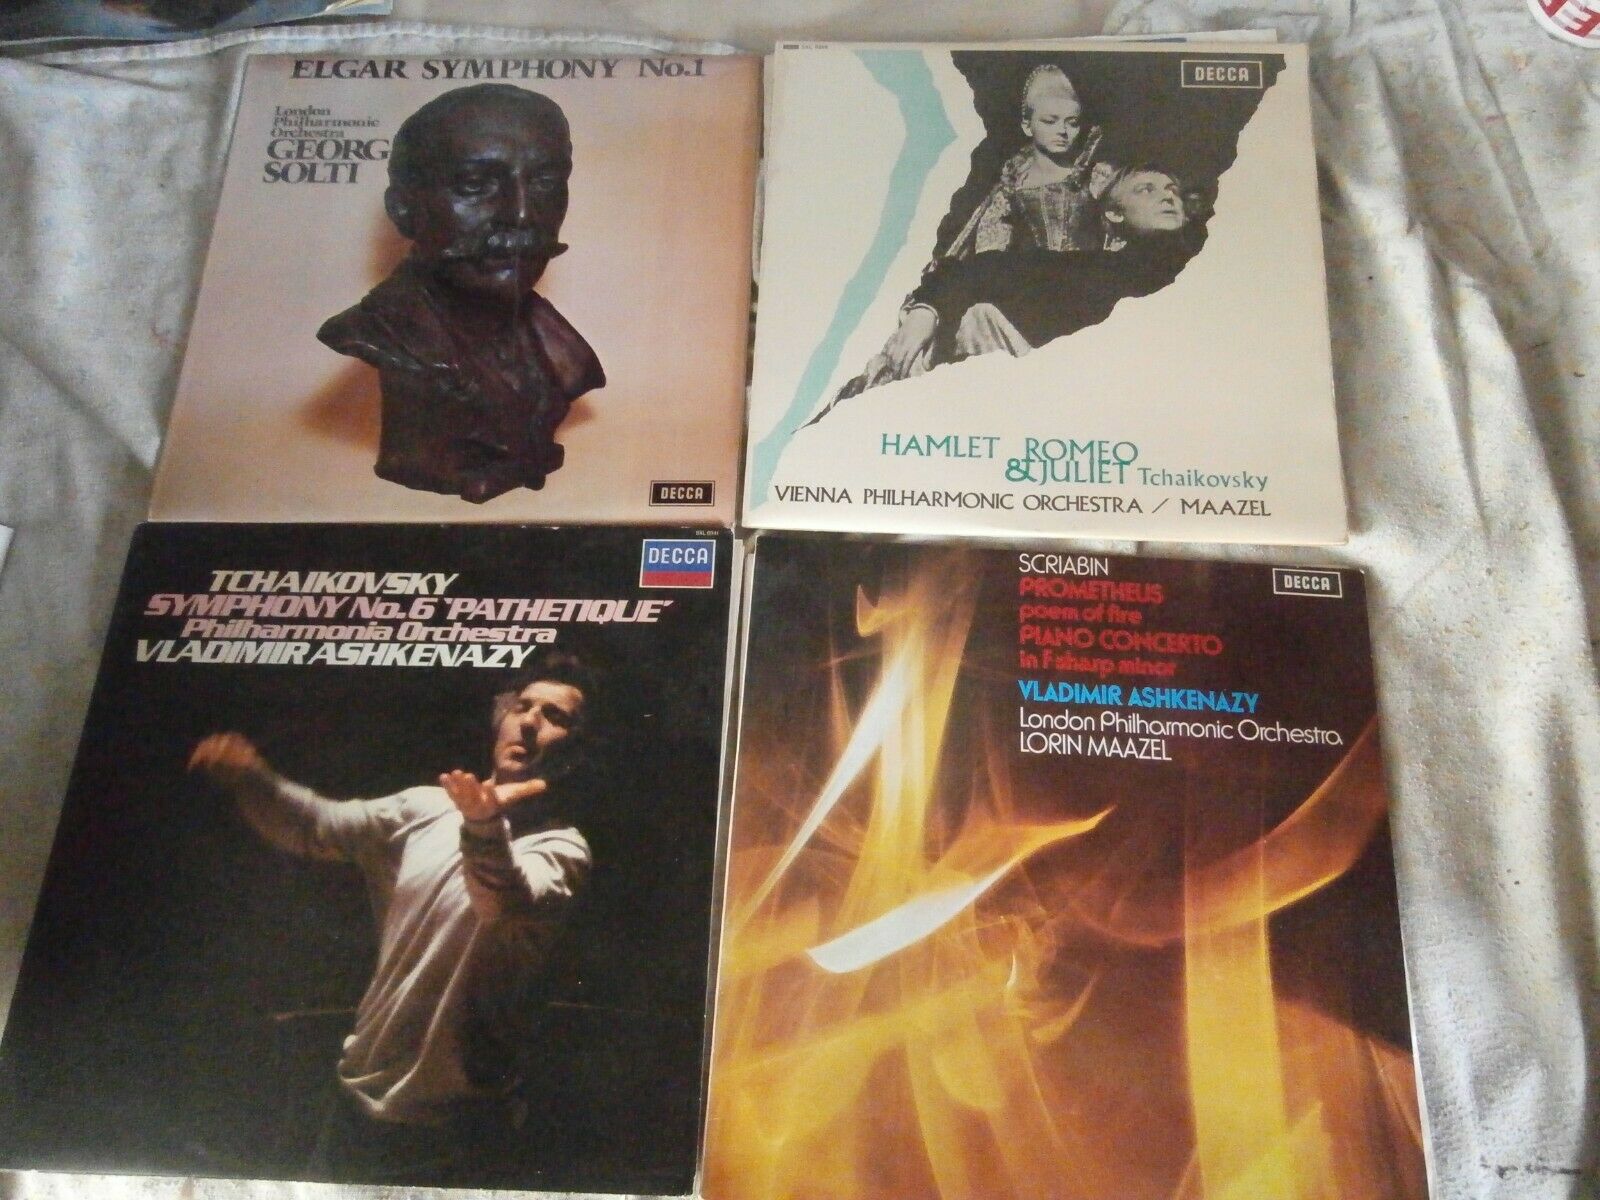 ELGAR SYMPHONY No.1
London
Philharmonic
Orchestra
GEORG
SOLTI
DECCA
DECCA
HAMLET ROMEO
& JULIET Tchaikovsky
VIENNA PHILHARMONIC ORCHESTRA / MAAZEL
DECCA
TCHAIKOVSKY
SYMPHONY No.6 'PATHETIQUE'
Philharmonia Orchestra
VLADIMIR ASHKENAZY
SCRIABIN
DECCA
PROMETHEUS
poem of fire
PIANO CONCERTO
in f sharp minor
VLADIMIR ASHKENAZY
London Philharmonic Orchestra
LORIN MAAZEL